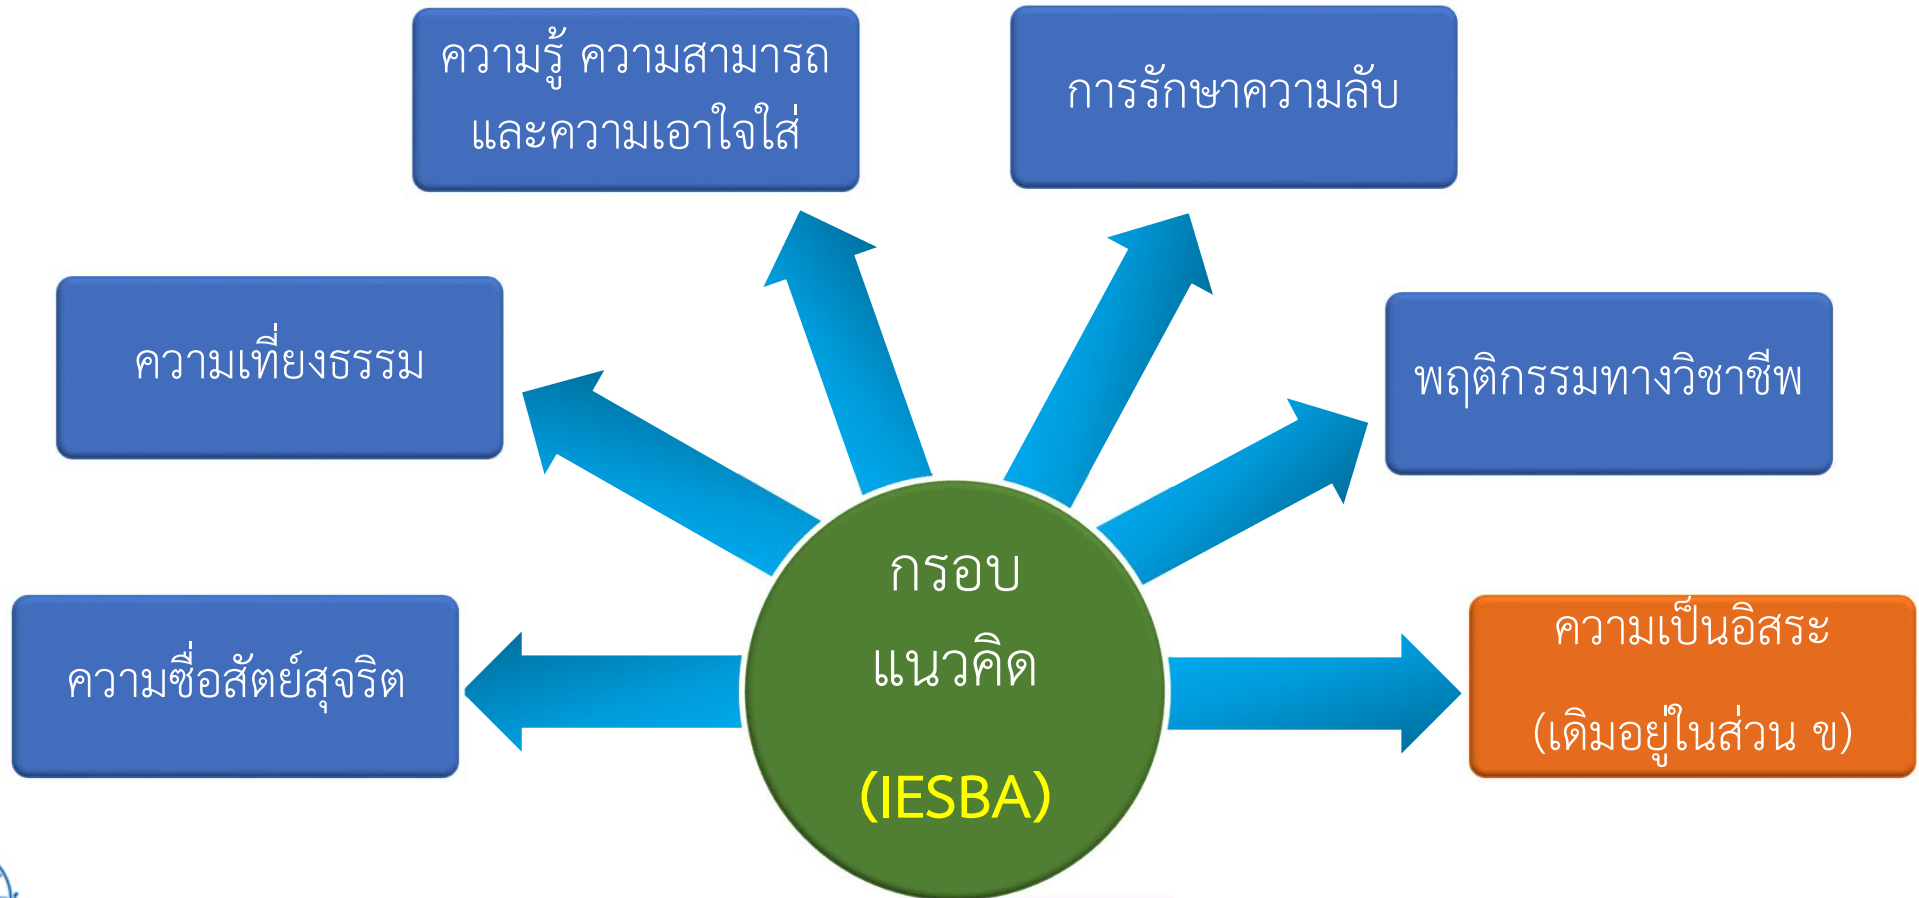 ความรู้ ความสามารถ
และความเอาใจใส่
การรักษาความลับ
ความเที่ยงธรรม
พฤติกรรมทางวิชาชีพ
ความซื่อสัตย์สุจริต
กรอบ
แนวคิด
(IESBA)
ความเป็นอิสระ
(เดิมอยู่ในส่วน ข)